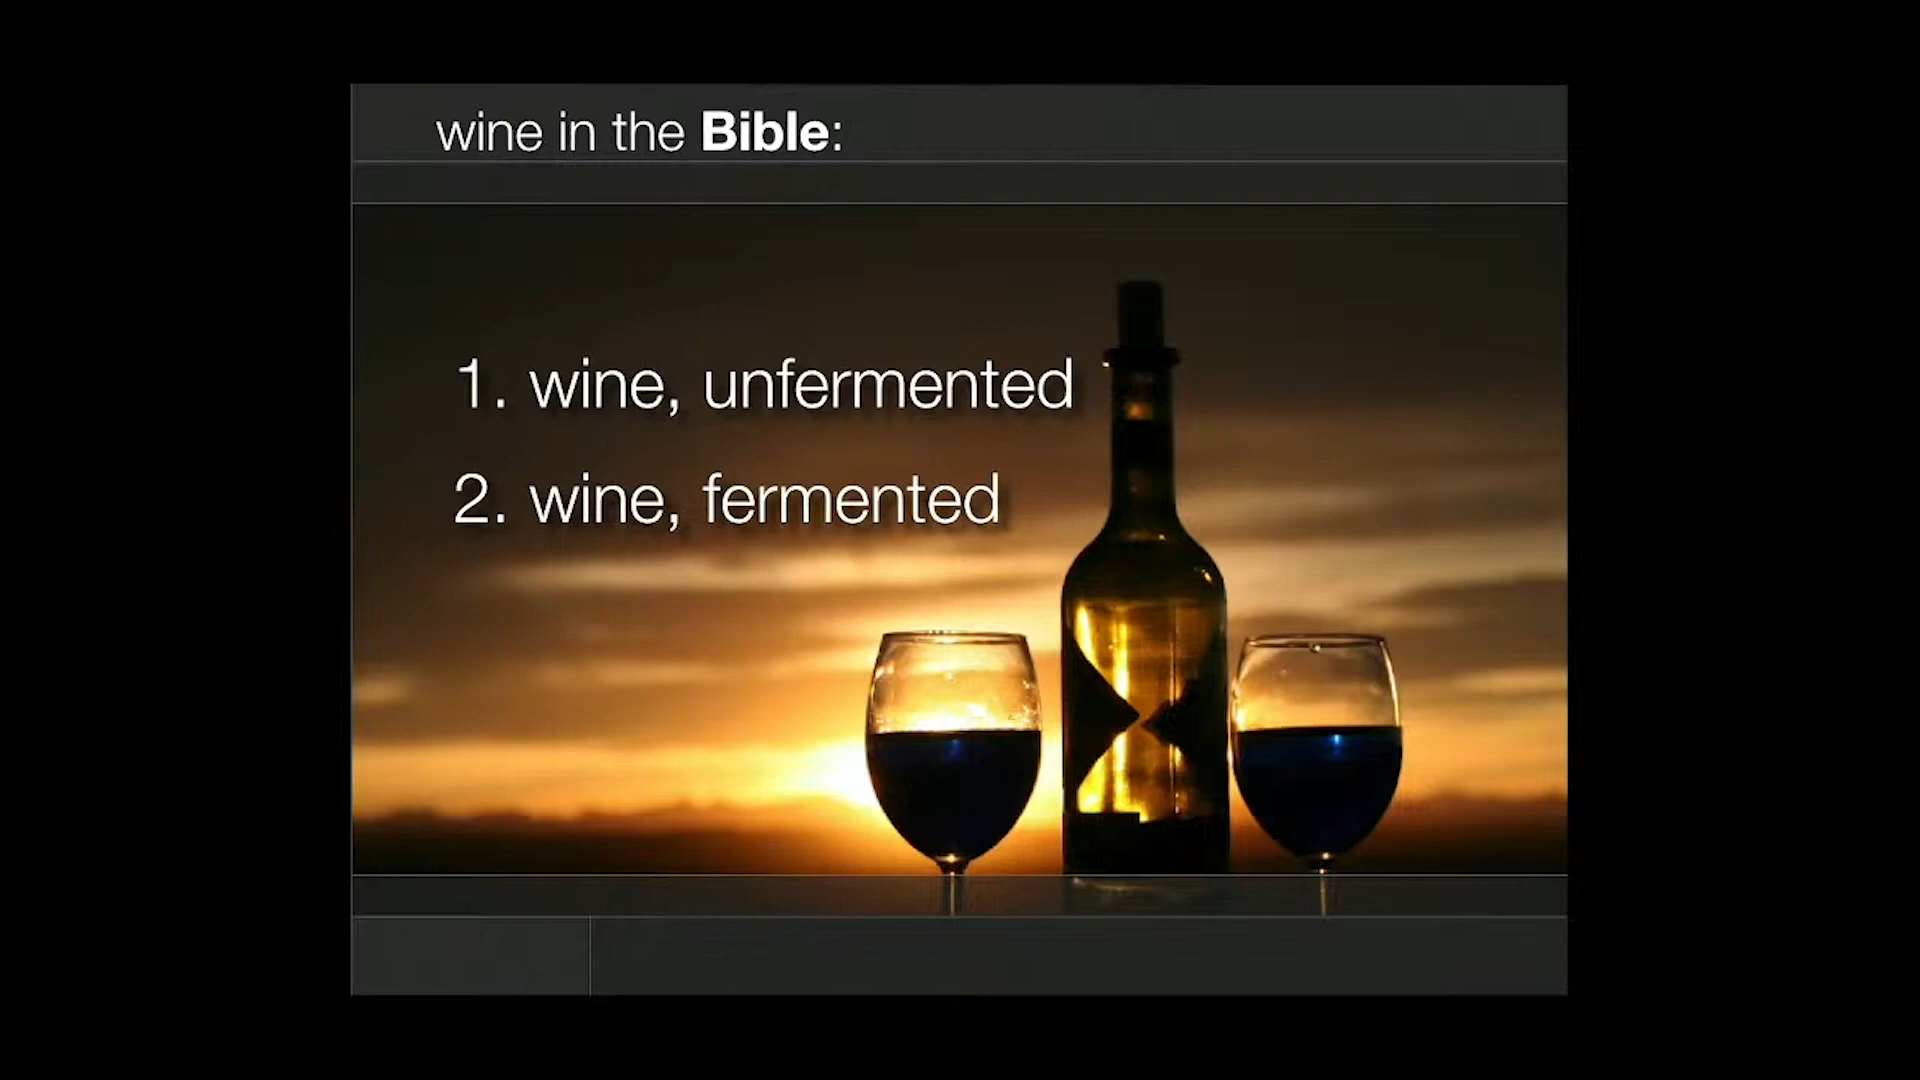 wine in the Bible:
1. wine, unfermented
2. wine, fermented